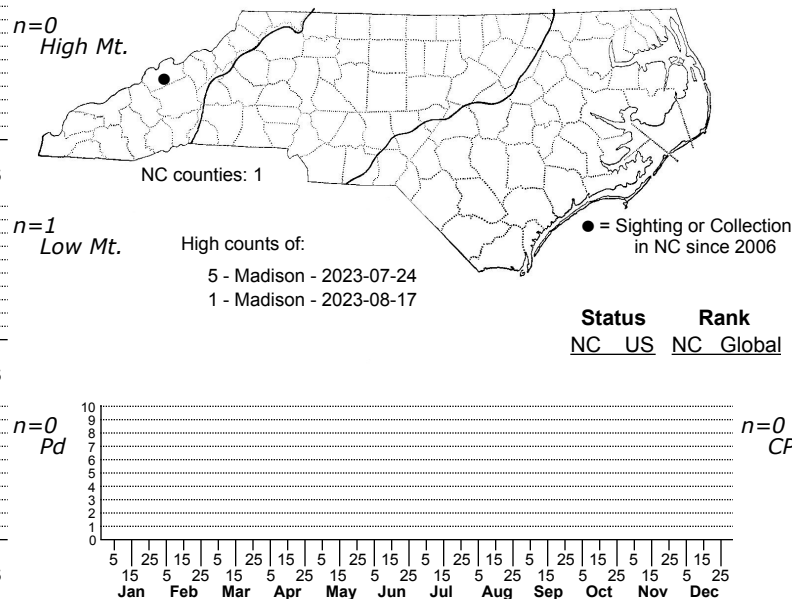 n=0
High Mt.
NC counties: 1
n=1
Low Mt.
High counts of:
5 - Madison - 2023-07-24
1 - Madison - 2023-08-17
● = Sighting or Collection
in NC since 2006
Status Rank
NC US NC Global
n=0
Pd
10
9
8
7
6
5
4
3
2
1
0
n=0
CP
5 25 15 5 25 15 5 25 15 5 25 15 5 25 15 5 25 15
15 5 25 15 5 25 15 5 25 15 5 25 15 5 25 15 5 25
Jan Feb Mar Apr May Jun Jul Aug Sep Oct Nov Dec